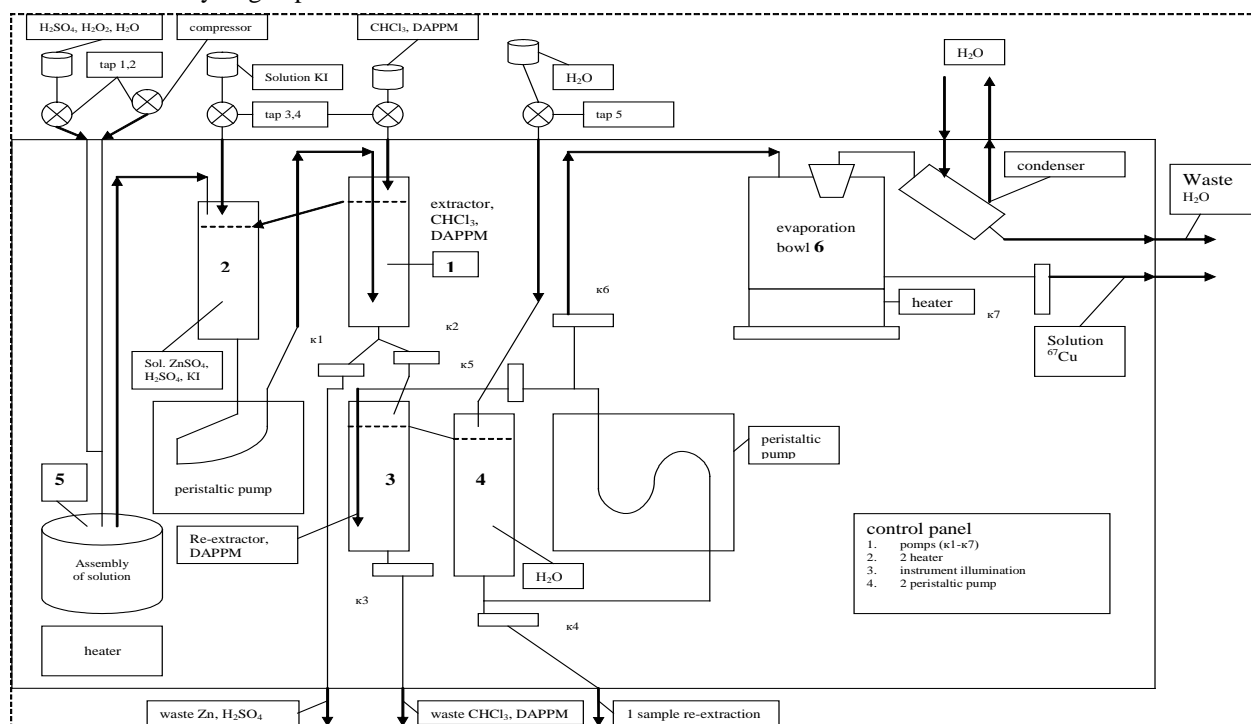 H₂SO₄, H₂O₂, H₂O
compressor
CHCl₃, DAPPM
tap 1,2
Solution KI
H₂O
H₂O
tap 3,4
tap 5
condenser
Waste
H₂O
extractor,
CHCl₃,
DAPPM
evaporation
bowl 6
2
1
к6
heater
к7
к1
к2
Solution
⁶⁷Cu
Sol. ZnSO₄,
H₂SO₄, KI
к5
peristaltic
pump
5
3
4
peristaltic pump
Re-extractor,
DAPPM
control panel
1. pomps (к1-к7)
2. 2 heater
3. instrument illumination
4. 2 peristaltic pump
Assembly
of solution
H₂O
к3
к4
heater
waste Zn, H₂SO₄
waste CHCl₃, DAPPM
1 sample re-extraction